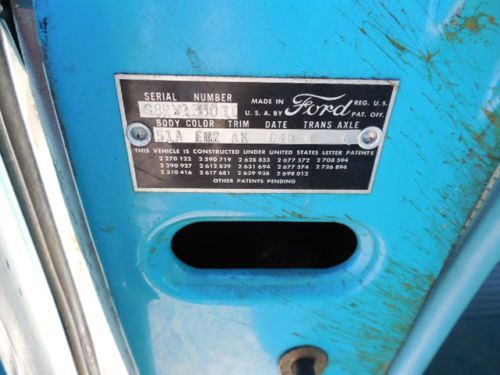 SERIAL NUMBER
MADE IN U.S.A. BY Ford REG. U.S. PAT. OFF.
BODY COLOR TRIM DATE TRANS AXLE
AK
THIS VEHICLE IS CONSTRUCTED UNDER UNITED STATES LETTERS PATENTS
2 270 122 2 590 719 2 628 833 2 677 572 2 708 594
2 290 927 2 612 829 2 631 694 2 677 574 2 726 894
2 310 416 2 617 681 2 639 938 2 698 012
OTHER PATENTS PENDING